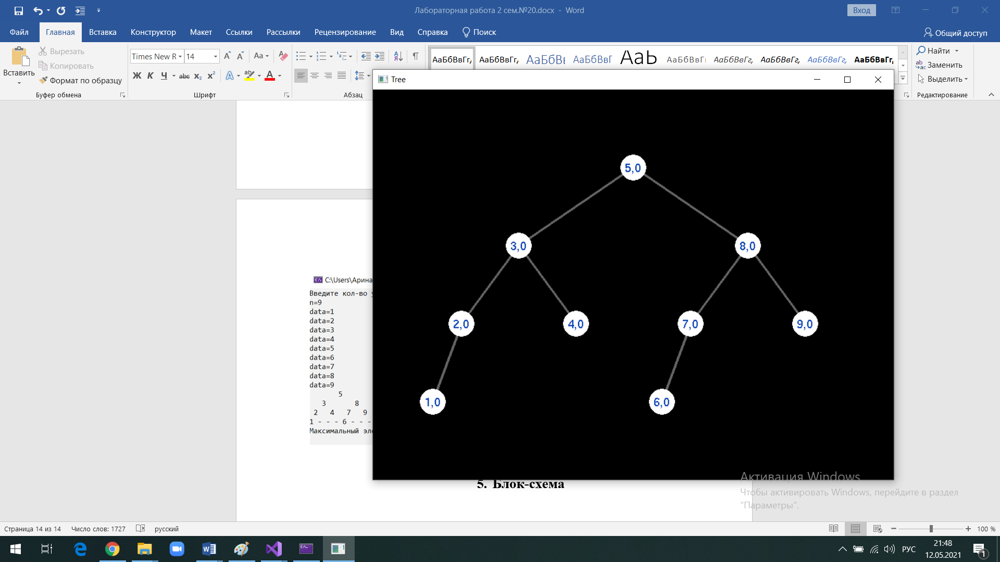 Лабораторная работа 2 сем.№20.docx - Word
Вход
Файл Главная Вставка Конструктор Макет Ссылки Рассылки Рецензирование Вид Справка Поиск
Общий доступ
Вставить
Вырезать
Копировать
Формат по образцу
Буфер обмена
Times New R 14
Aa
Ж К Ч abc x₂ x²
Шрифт
Абзац
АаБбВвГг, АаБбВвГг, АаБбВв АаБбВвГ Ааb АаБбВвГг АаБбВвГг, АаБбВвГг, АаБбВвГг, АаБбВвГг,
Найти
Заменить
Выделить
Редактирование
Tree
5,0
3,0 8,0
2,0 4,0 7,0 9,0
1,0 6,0
C:\Users\Арина
Введите кол-во
n=9
data=1
data=2
data=3
data=4
data=5
data=6
data=7
data=8
data=9
5
3 8
2 4 7 9
1 - - - 6 - - -
Максимальный
5. Блок-схема
Активация Windows
Чтобы активировать Windows, перейдите в раздел
"Параметры".
Страница 14 из 14 Число слов: 1727 русский
100 %
РУС
21:48
12.05.2021
1